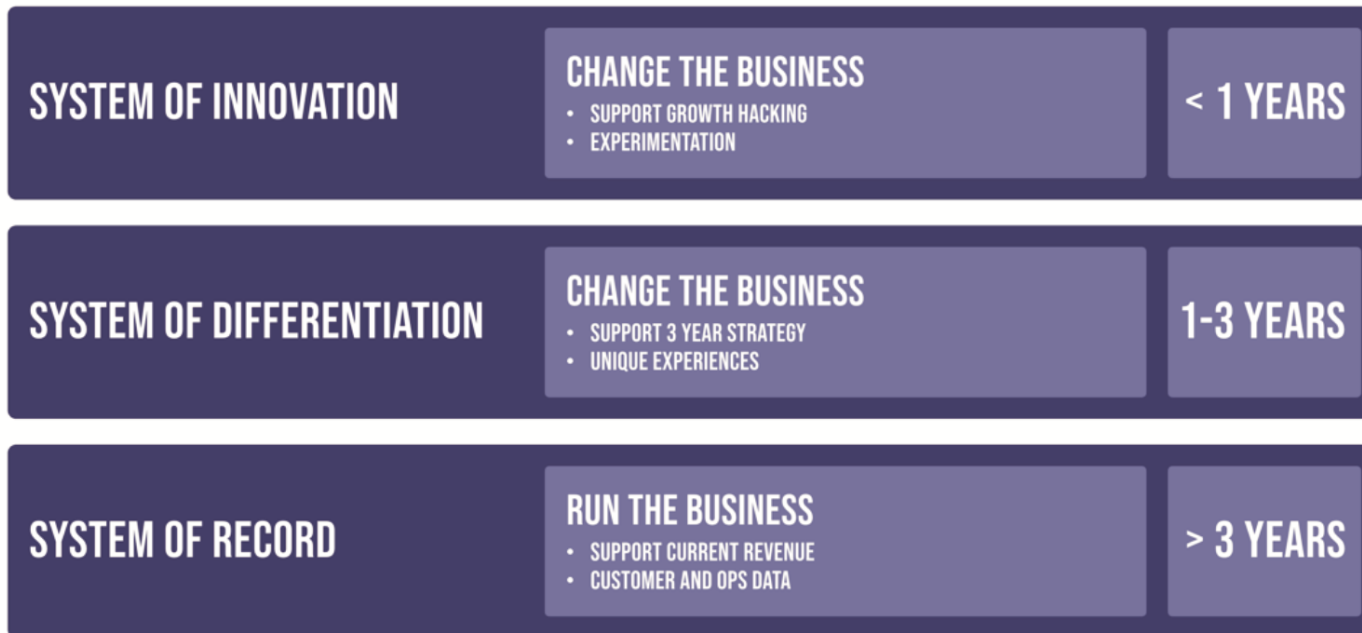 SYSTEM OF INNOVATION
CHANGE THE BUSINESS
• SUPPORT GROWTH HACKING
• EXPERIMENTATION
< 1 YEARS
SYSTEM OF DIFFERENTIATION
CHANGE THE BUSINESS
• SUPPORT 3 YEAR STRATEGY
• UNIQUE EXPERIENCES
1-3 YEARS
SYSTEM OF RECORD
RUN THE BUSINESS
• SUPPORT CURRENT REVENUE
• CUSTOMER AND OPS DATA
> 3 YEARS